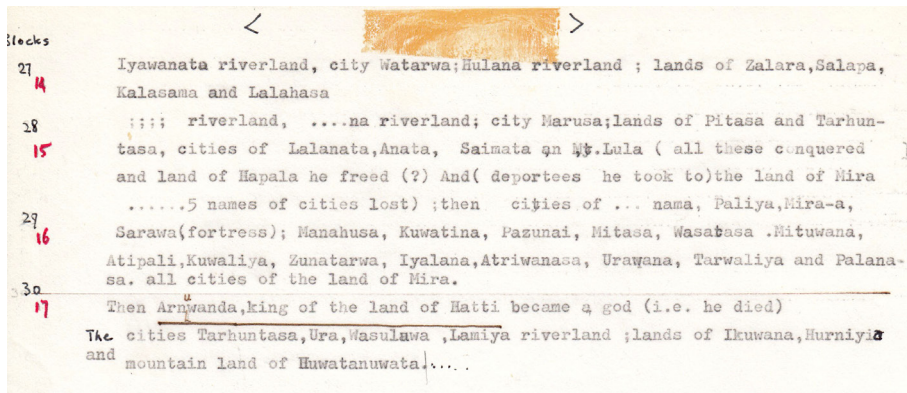 < >
Blocks
27 Iyawanata riverland, city Watarwa;Hulana riverland ; lands of Zalara,Salapa,
14
Kalasama and Lalahasa
28 ;;;; riverland, ....na riverland; city Marusa;lands of Pitasa and Tarhun-
15 tasa, cities of Lalanata,Anata, Saimata an Mt.Lula ( all these conquered
and land of Hapala he freed (?) And( deportees he took to)the land of Mira
......5 names of cities lost) ;then cities of ... nama, Paliya,Mira-a,
29
16 Sarawa(fortress); Manahusa, Kuwatina, Pazunai, Mitasa, Wasatasa .Mituwana,
Atipali,Kuwaliya, Zunatarwa, Iyalana,Atriwanasa, Urawana, Tarwaliya and Palana-
sa. all cities of the land of Mira.
30
17 Then Arnuwanda,king of the land of Hatti became a god (i.e. he died)
The cities Tarhuntasa,Ura,Wasulawa ,Lamiya riverland ;lands of Ikuwana,Hurniyia
and mountain land of Huwatanuwata.....